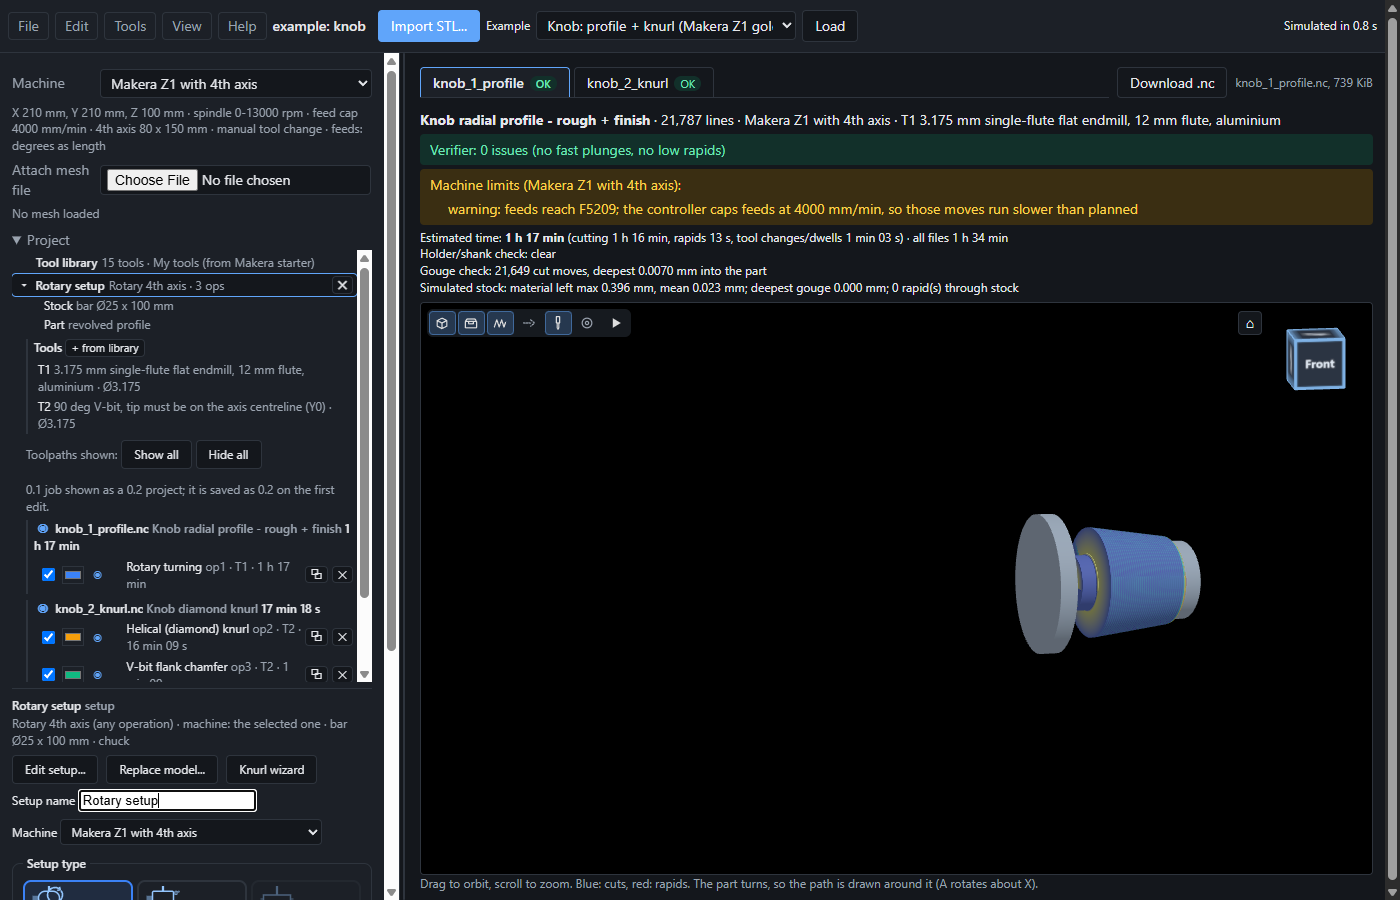 File Edit Tools View Help example: knob Import STL... Example Knob: profile + knurl (Makera Z1 gol Load Simulated in 0.8 s
Machine Makera Z1 with 4th axis
X 210 mm, Y 210 mm, Z 100 mm · spindle 0-13000 rpm · feed cap
4000 mm/min · 4th axis 80 x 150 mm · manual tool change · feeds:
degrees as length
Attach mesh
file
Choose File No file chosen
No mesh loaded
Project
Tool library 15 tools · My tools (from Makera starter)
Rotary setup Rotary 4th axis · 3 ops
Stock bar Ø25 x 100 mm
Part revolved profile
Tools + from library
T1 3.175 mm single-flute flat endmill, 12 mm flute,
aluminium · Ø3.175
T2 90 deg V-bit, tip must be on the axis centreline (Y0) ·
Ø3.175
Toolpaths shown: Show all Hide all
0.1 job shown as a 0.2 project; it is saved as 0.2 on the first
edit.
knob_1_profile.nc Knob radial profile - rough + finish 1
h 17 min
Rotary turning op1 · T1 · 1 h 17
min
knob_2_knurl.nc Knob diamond knurl 17 min 18 s
Helical (diamond) knurl op2 · T2 ·
16 min 09 s
V-bit flank chamfer op3 · T2 · 1
Rotary setup setup
Rotary 4th axis (any operation) · machine: the selected one · bar
Ø25 x 100 mm · chuck
Edit setup... Replace model... Knurl wizard
Setup name Rotary setup
Machine Makera Z1 with 4th axis
Setup type
knob_1_profile OK knob_2_knurl OK Download .nc knob_1_profile.nc, 739 KiB
Knob radial profile - rough + finish · 21,787 lines · Makera Z1 with 4th axis · T1 3.175 mm single-flute flat endmill, 12 mm flute, aluminium
Verifier: 0 issues (no fast plunges, no low rapids)
Machine limits (Makera Z1 with 4th axis):
warning: feeds reach F5209; the controller caps feeds at 4000 mm/min, so those moves run slower than planned
Estimated time: 1 h 17 min (cutting 1 h 16 min, rapids 13 s, tool changes/dwells 1 min 03 s) · all files 1 h 34 min
Holder/shank check: clear
Gouge check: 21,649 cut moves, deepest 0.0070 mm into the part
Simulated stock: material left max 0.396 mm, mean 0.023 mm; deepest gouge 0.000 mm; 0 rapid(s) through stock
Front
Drag to orbit, scroll to zoom. Blue: cuts, red: rapids. The part turns, so the path is drawn around it (A rotates about X).